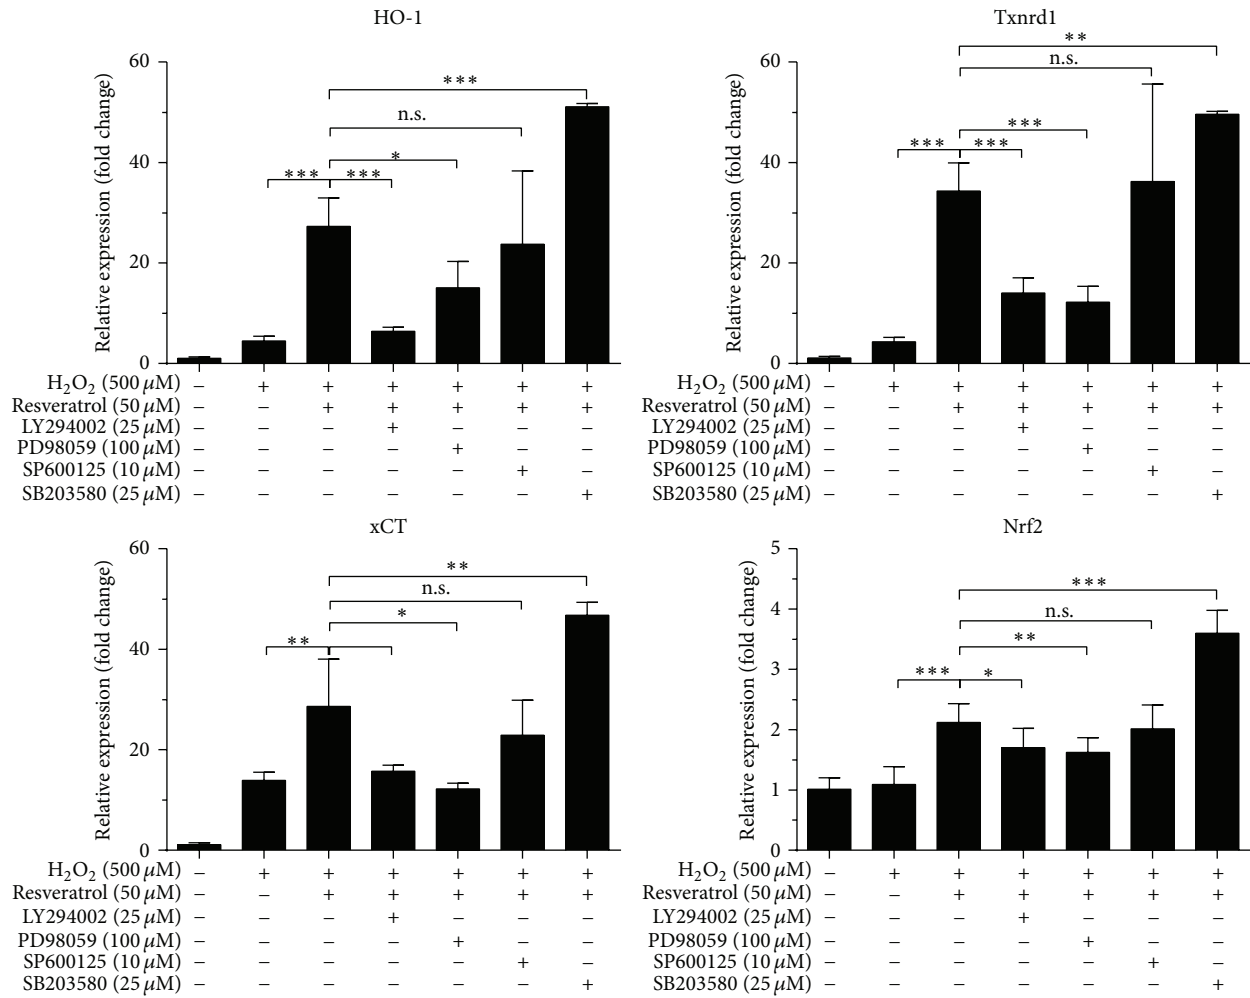 HO-1
Relative expression (fold change)
60
40
20
0
***
n.s.
*
*** ***
H₂O₂ (500 μM) − + + + + + +
Resveratrol (50 μM) − − + + + + +
LY294002 (25 μM) − − − + − − −
PD98059 (100 μM) − − − − + − −
SP600125 (10 μM) − − − − − + −
SB203580 (25 μM) − − − − − − +
Txnrd1
Relative expression (fold change)
60
40
20
0
**
n.s.
***
*** ***
H₂O₂ (500 μM) − + + + + + +
Resveratrol (50 μM) − − + + + + +
LY294002 (25 μM) − − − + − − −
PD98059 (100 μM) − − − − + − −
SP600125 (10 μM) − − − − − + −
SB203580 (25 μM) − − − − − − +
xCT
Relative expression (fold change)
60
40
20
0
**
n.s.
*
**
H₂O₂ (500 μM) − + + + + + +
Resveratrol (50 μM) − − + + + + +
LY294002 (25 μM) − − − + − − −
PD98059 (100 μM) − − − − + − −
SP600125 (10 μM) − − − − − + −
SB203580 (25 μM) − − − − − − +
Nrf2
Relative expression (fold change)
5
4
3
2
1
0
***
n.s.
**
*** *
H₂O₂ (500 μM) − + + + + + +
Resveratrol (50 μM) − − + + + + +
LY294002 (25 μM) − − − + − − −
PD98059 (100 μM) − − − − + − −
SP600125 (10 μM) − − − − − + −
SB203580 (25 μM) − − − − − − +